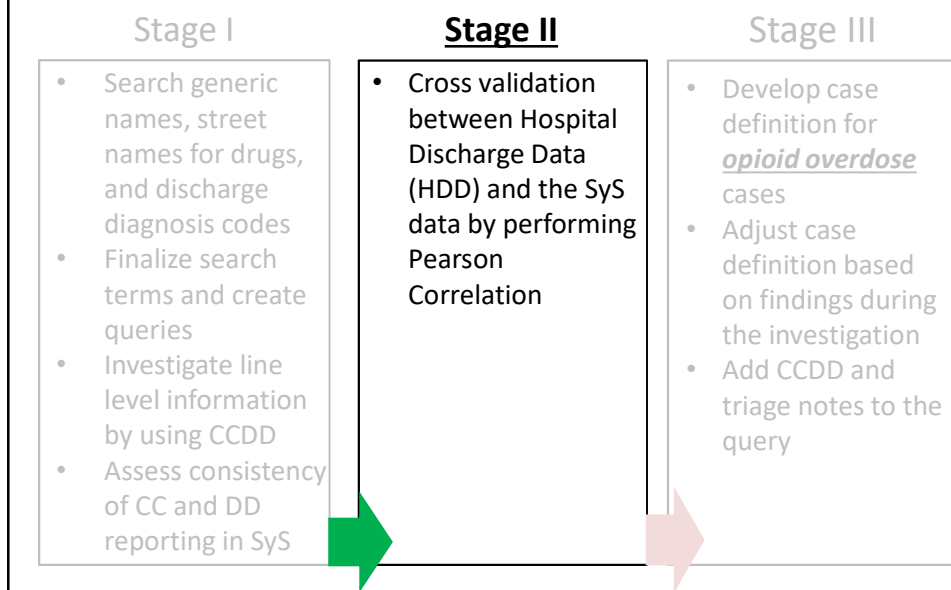 Stage I
• Search generic
names, street
names for drugs,
and discharge
diagnosis codes
• Finalize search
terms and create
queries
• Investigate line
level information
by using CCDD
• Assess consistency
of CC and DD
reporting in SyS
Stage II
• Cross validation
between Hospital
Discharge Data
(HDD) and the SyS
data by performing
Pearson
Correlation
Stage III
• Develop case
definition for
opioid overdose
cases
• Adjust case
definition based
on findings during
the investigation
• Add CCDD and
triage notes to the
query